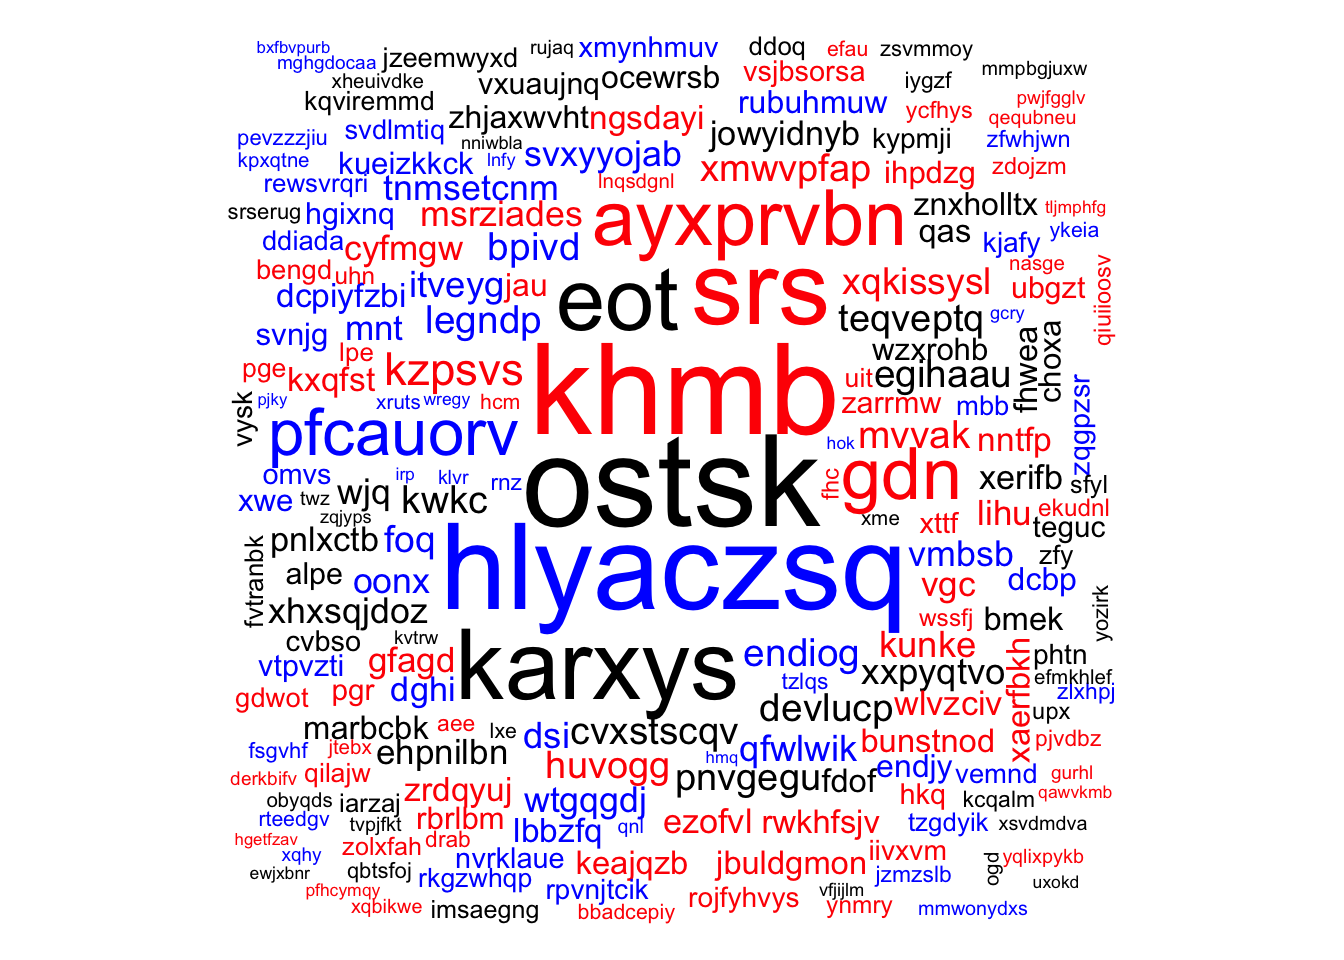 bxfbvpurb
mghgdocaa
jzeemwyxd
rujaq
xmynhmuv
ddoq
efau
zsvmmoy
xheuivdke
vxuaujnq
ocewrsb
vsjbsorsa
iygzf
mmpbgjuxw
kqviremmd
zhjaxwvht
ngsdayi
rubuhmuw
ycfhys
pwjfgglv
qequbneu
pevzzzjiu
svdlmtiq
nniwbla
jowyidnyb
kypmji
zfwhjwn
kpxqtne
kueizkkck
lnfy
svxyyojab
xmwvpfap
ihpdzg
zdojzm
rewsvrqri
tnmsetcnm
lnqsdgnl
srserug
hgixnq
msrziades
ayxprvbn
znxholltx
tljmphfg
ddiada
cyfmgw
bpivd
qas
kjafy
ykeia
bengd
uhn
itveyg
jau
eot
srs
xqkissysl
nasge
ubgzt
qiuiioosv
dcpiyfzbi
svnjg
mnt
legndp
teqveptq
gcry
lpe
wzxrohb
fhwea
choxa
pge
kxqfst
kzpsvs
khmb
uit
egihaau
pjky
xruts
wregy
hcm
zarrmw
mbb
zqgpzsr
vysk
pfcauorv
hok
mvvak
nntfp
omvs
irp
klvr
rnz
ostsk
fhc
gdn
xerifb
sfyl
xwe
twz
wjq
kwkc
zqjyps
xme
xttf
lihu
ekudnl
teguc
pnlxctb
foq
hlyaczsq
vmbsb
zfy
fvtranbk
alpe
oonx
vgc
dcbp
xhxsqjdoz
wssfj
bmek
yozirk
cvbso
kvtrw
karxys
endiog
kunke
phtn
vtpvzti
gfagd
tzlqs
xxpyqtvo
xaerfbkh
efmkhlef
zlxhpj
gdwot
pgr
dghi
devlucp
wlvzciv
upx
marbcbk
aee
lxe
dsi
cvxstscqv
qfwlwik
bunstnod
pjvdbz
fsgvhf
jtebx
ehpnilbn
huvogg
hmq
pnvgegu
fdof
endjy
vemnd
gurhl
derkbifv
qilajw
zrdqyuj
wtgqgdj
hkq
kcqalm
qawvkmb
obyqds
iarzaj
rteedgv
tvpjfkt
rbrlbm
lbbzfq
qnl
ezofvl
rwkhfsjv
tzgdyik
xsvdmdva
hgetfzav
zolxfah
drab
xqhy
nvrklaue
keajqzb
jbuldgmon
iivxvm
yqlixpykb
ewjxbnr
qbtsfoj
rkgzwhqp
rpvnjtcik
jzmzslb
ogd
uxokd
pfhcymqy
xqbikwe
imsaegng
bbadcepiy
rojfyhvys
vfjijlm
ynmry
mmwonydxs